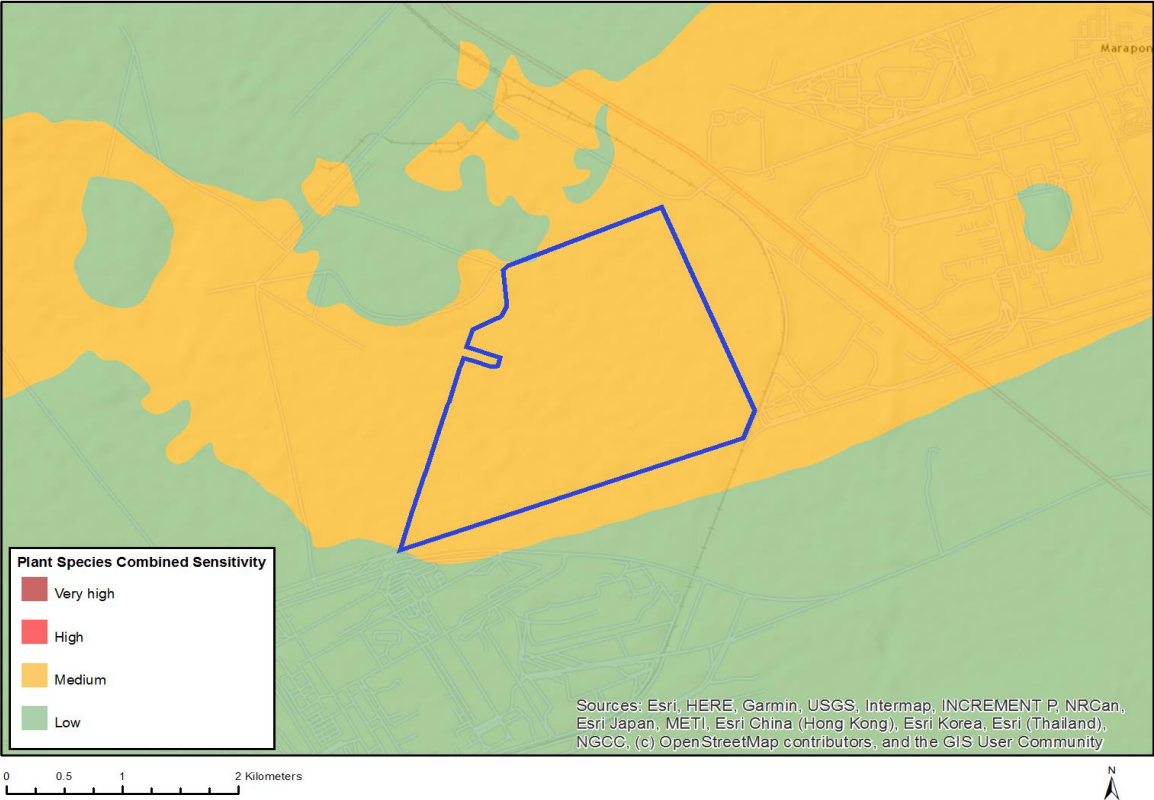 Marapon
Plant Species Combined Sensitivity
Very high
High
Medium
Low
Sources: Esri, HERE, Garmin, USGS, Intermap, INCREMENT P, NRCan,
Esri Japan, METI, Esri China (Hong Kong), Esri Korea, Esri (Thailand),
NGCC, (c) OpenStreetMap contributors, and the GIS User Community
0 0.5 1 2 Kilometers
N